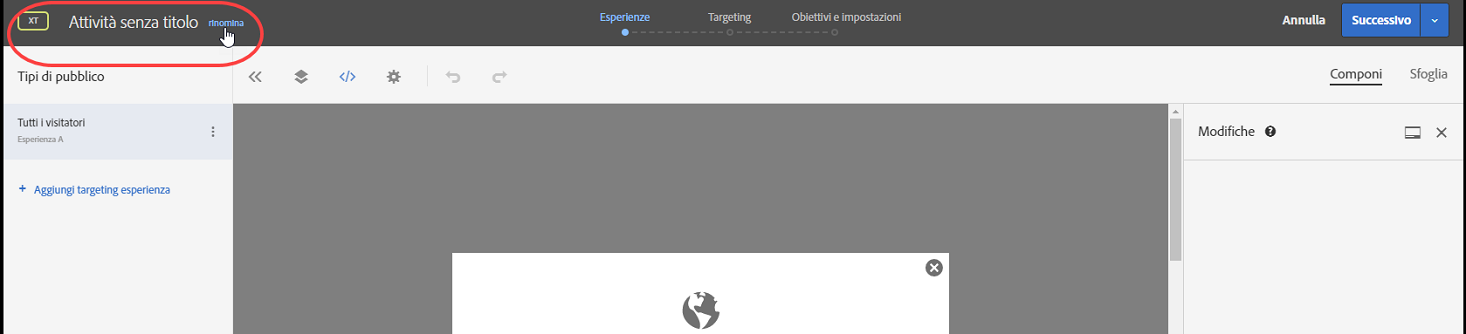 XT Attività senza titolo rinomina
Esperienze Targeting Obiettivi e impostazioni
Annulla Successivo
Tipi di pubblico
Componi Sfoglia
Tutti i visitatori
Esperienza A
Modifiche
+ Aggiungi targeting esperienza